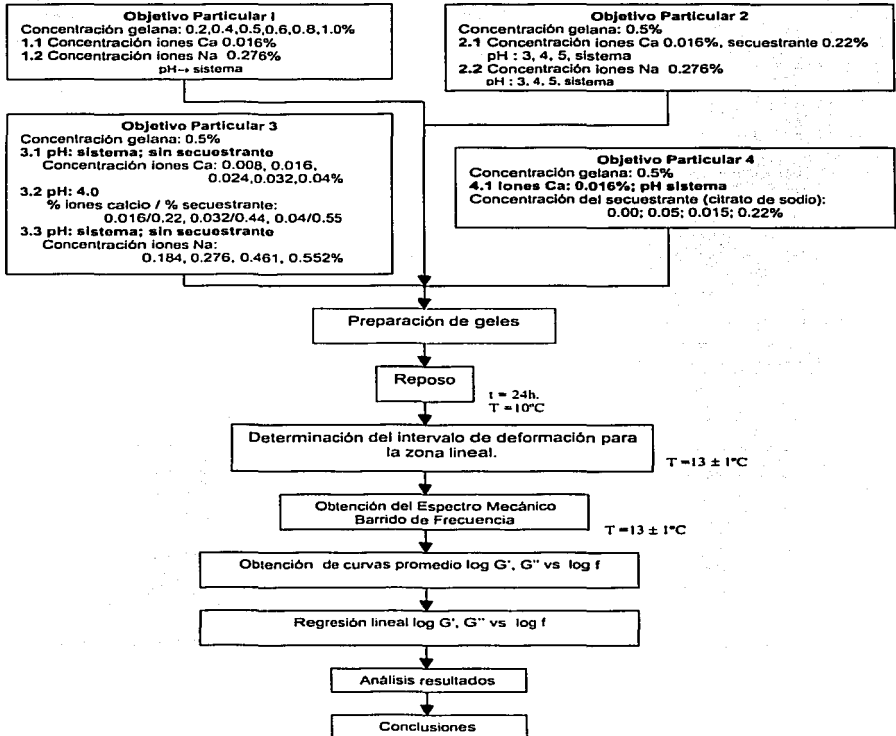 Objetivo Particular I
Concentración gelana: 0.2,0.4,0.5,0.6,0.8,1.0%
1.1 Concentración iones Ca 0.016%
1.2 Concentración iones Na 0.276%
pH→ sistema
Objetivo Particular 2
Concentración gelana: 0.5%
2.1 Concentración iones Ca 0.016%, secuestrante 0.22%
pH : 3, 4, 5, sistema
2.2 Concentración iones Na 0.276%
pH : 3, 4, 5, sistema
Objetivo Particular 3
Concentración gelana: 0.5%
3.1 pH: sistema; sin secuestrante
Concentración iones Ca: 0.008, 0.016,
0.024,0.032,0.04%
3.2 pH: 4.0
% iones calcio / % secuestrante:
0.016/0.22, 0.032/0.44, 0.04/0.55
3.3 pH: sistema; sin secuestrante
Concentración iones Na:
0.184, 0.276, 0.461, 0.552%
Objetivo Particular 4
Concentración gelana: 0.5%
4.1 Iones Ca: 0.016%; pH sistema
Concentración del secuestrante (citrato de sodio):
0.00; 0.05; 0.015; 0.22%
Preparación de geles
Reposo
t = 24h.
T = 10°C
Determinación del intervalo de deformación para
la zona lineal.
T = 13 ± 1°C
Obtención del Espectro Mecánico
Barrido de Frecuencia
T = 13 ± 1°C
Obtención de curvas promedio log G', G'' vs log f
Regresión lineal log G', G'' vs log f
Análisis resultados
Conclusiones